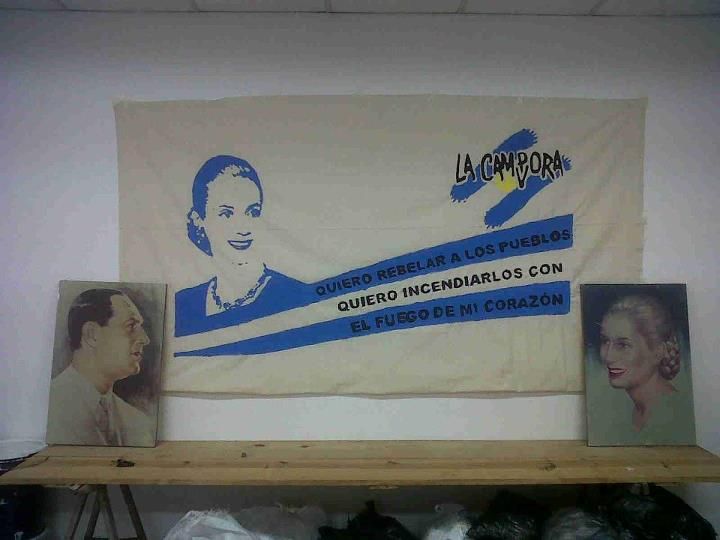 LA CAMPORA
QUIERO REBELAR A LOS PUEBLOS
QUIERO INCENDIARLOS CON
EL FUEGO DE MI CORAZÓN